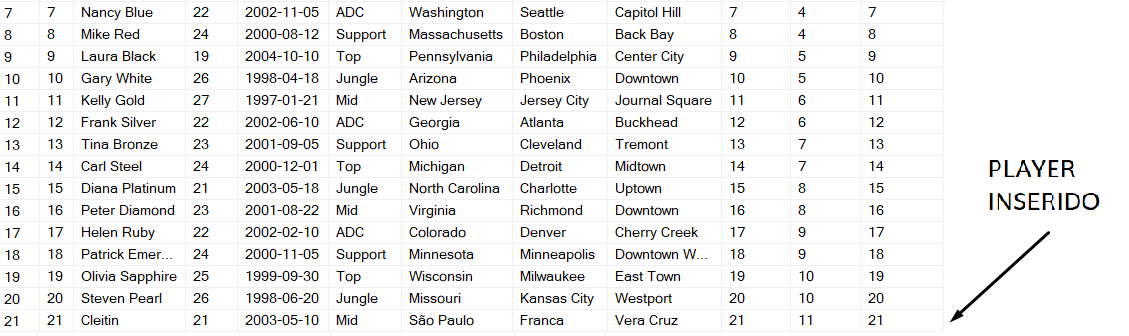 7 7 Nancy Blue 22 2002-11-05 ADC Washington Seattle Capitol Hill 7 4 7
8 8 Mike Red 24 2000-08-12 Support Massachusetts Boston Back Bay 8 4 8
9 9 Laura Black 19 2004-10-10 Top Pennsylvania Philadelphia Center City 9 5 9
10 10 Gary White 26 1998-04-18 Jungle Arizona Phoenix Downtown 10 5 10
11 11 Kelly Gold 27 1997-01-21 Mid New Jersey Jersey City Journal Square 11 6 11
12 12 Frank Silver 22 2002-06-10 ADC Georgia Atlanta Buckhead 12 6 12
13 13 Tina Bronze 23 2001-09-05 Support Ohio Cleveland Tremont 13 7 13
14 14 Carl Steel 24 2000-12-01 Top Michigan Detroit Midtown 14 7 14
15 15 Diana Platinum 21 2003-05-18 Jungle North Carolina Charlotte Uptown 15 8 15
16 16 Peter Diamond 23 2001-08-22 Mid Virginia Richmond Downtown 16 8 16
17 17 Helen Ruby 22 2002-02-10 ADC Colorado Denver Cherry Creek 17 9 17
18 18 Patrick Emer... 24 2000-11-05 Support Minnesota Minneapolis Downtown W... 18 9 18
19 19 Olivia Sapphire 25 1999-09-30 Top Wisconsin Milwaukee East Town 19 10 19
20 20 Steven Pearl 26 1998-06-20 Jungle Missouri Kansas City Westport 20 10 20
21 21 Cleitin 21 2003-05-10 Mid São Paulo Franca Vera Cruz 21 11 21
PLAYER
INSERIDO